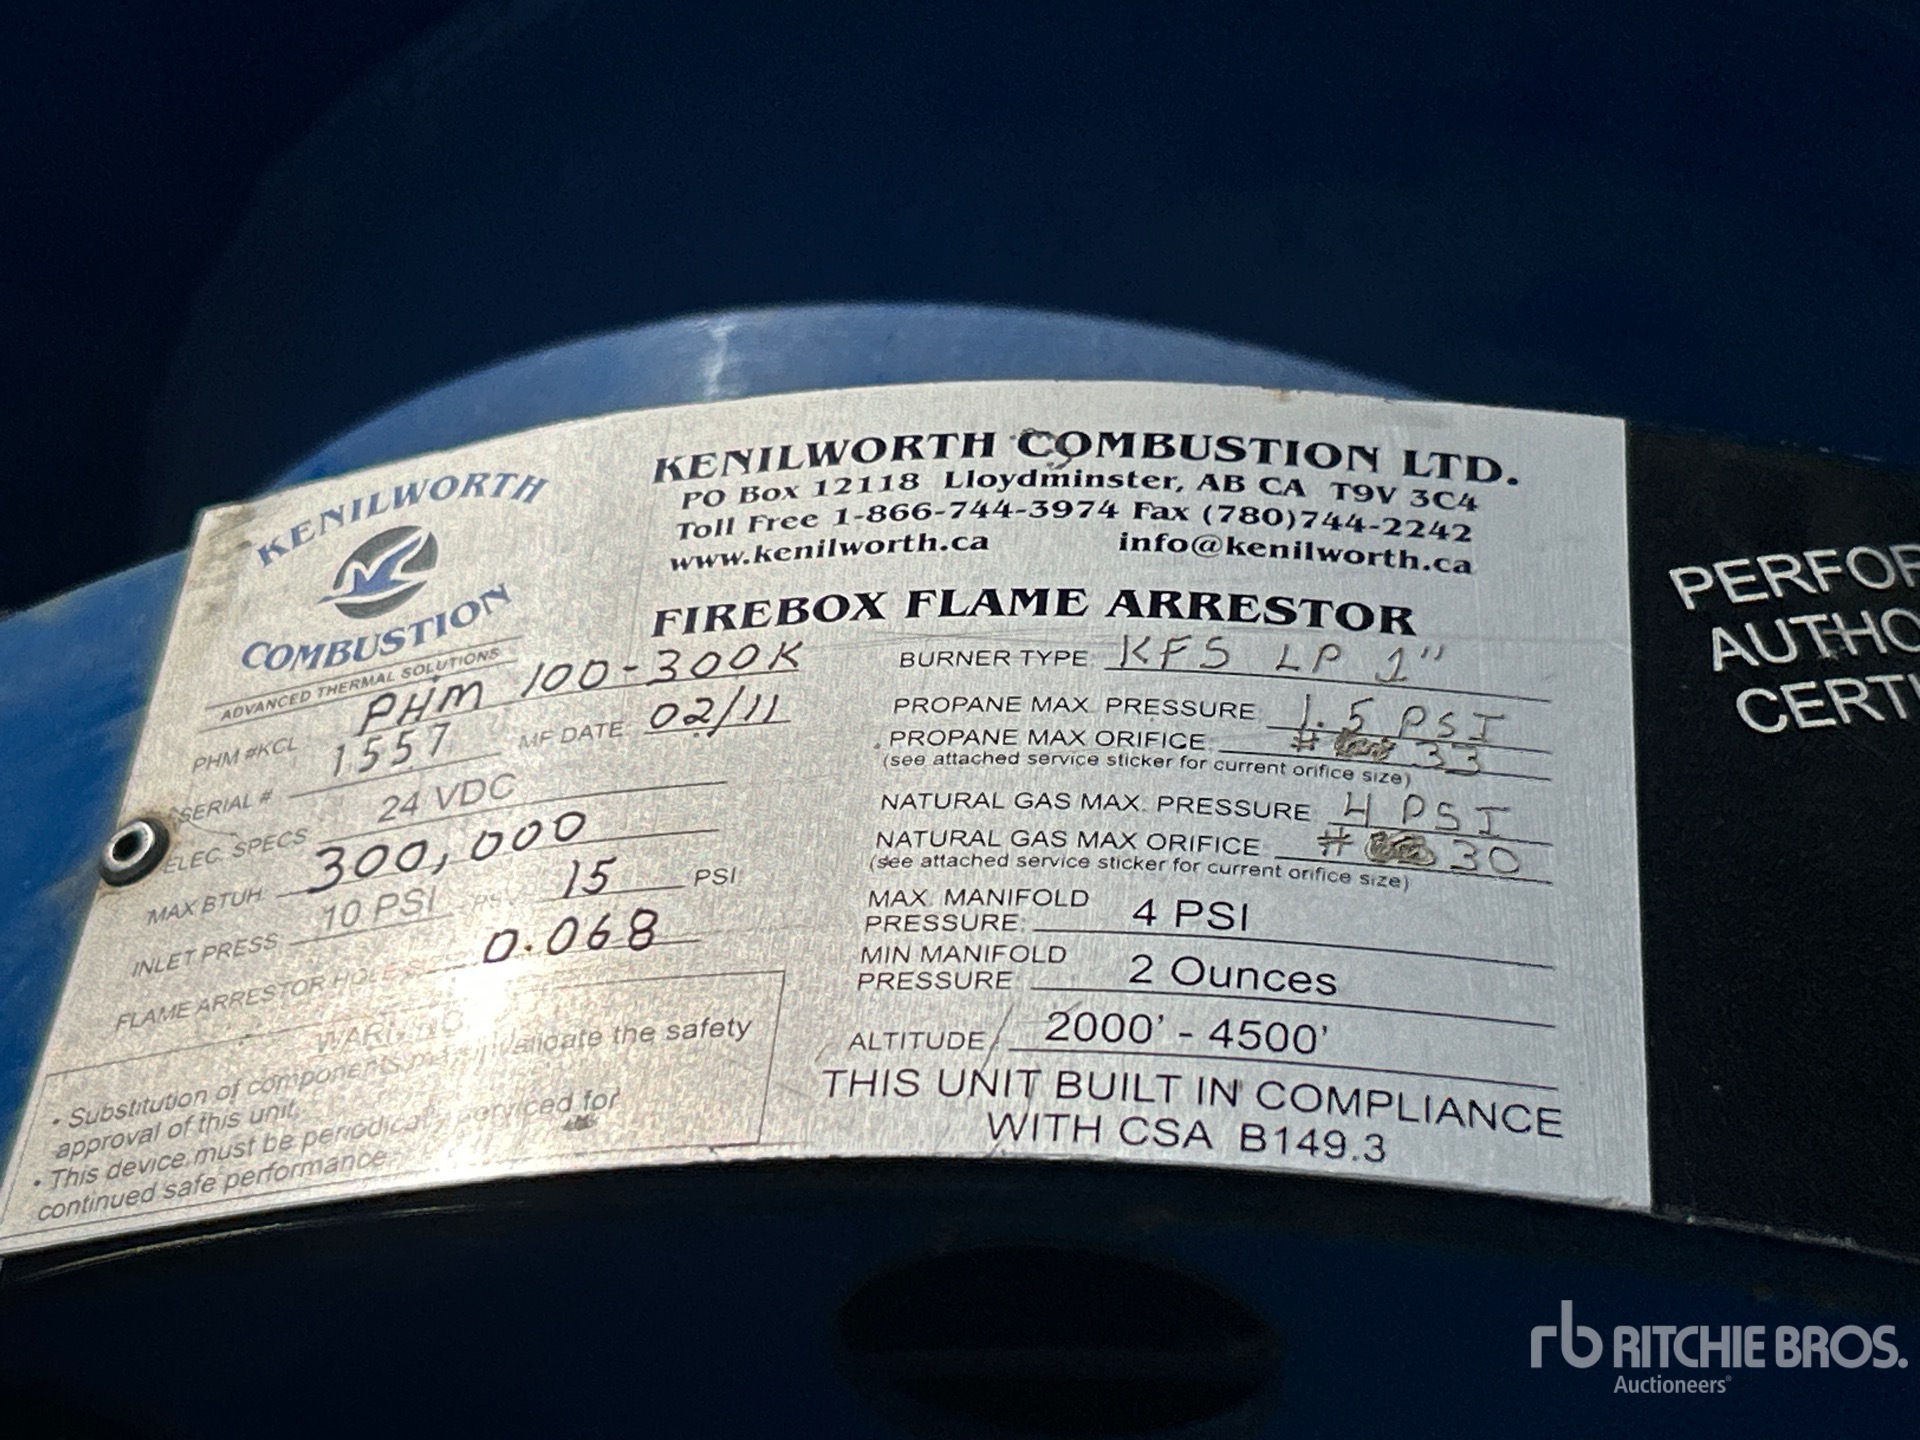 KENILWORTH
COMBUSTION
ADVANCED THERMAL SOLUTIONS
KENILWORTH COMBUSTION LTD.
PO Box 12118 Lloydminster, AB CA T9V 3C4
Toll Free 1-866-744-3974 Fax (780)744-2242
www.kenilworth.ca info@kenilworth.ca
FIREBOX FLAME ARRESTOR
PHM #KCL PHM 100-300K
SERIAL # 1557 MF DATE 02/11
ELEC. SPECS 24 VDC
MAX BTUH 300,000
INLET PRESS 10 PSI 15 PSI
FLAME ARRESTOR HOLE 0.068
WARNING
• Substitution of components may invalidate the safety
approval of this unit.
• This device must be periodically serviced for
continued safe performance
BURNER TYPE: KFS LP 1"
PROPANE MAX. PRESSURE: 1.5 PSI
PROPANE MAX ORIFICE: # 33
(see attached service sticker for current orifice size)
NATURAL GAS MAX. PRESSURE 4 PSI
NATURAL GAS MAX ORIFICE # 30
(see attached service sticker for current orifice size)
MAX. MANIFOLD
PRESSURE: 4 PSI
MIN MANIFOLD
PRESSURE 2 Ounces
ALTITUDE 2000' - 4500'
THIS UNIT BUILT IN COMPLIANCE
WITH CSA B149.3
PERFOR
AUTHO
CERTI
rb RITCHIE BROS.
Auctioneers